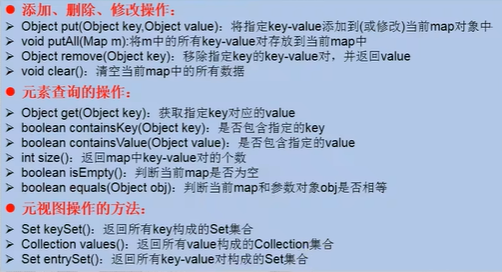 ● 添加、删除、修改操作：
➢ Object put(Object key,Object value)：将指定key-value添加到(或修改)当前map对象中
➢ void putAll(Map m):将m中的所有key-value对存放到当前map中
➢ Object remove(Object key)：移除指定key的key-value对，并返回value
➢ void clear()：清空当前map中的所有数据
● 元素查询的操作：
➢ Object get(Object key)：获取指定key对应的value
➢ boolean containsKey(Object key)：是否包含指定的key
➢ boolean containsValue(Object value)：是否包含指定的value
➢ int size()：返回map中key-value对的个数
➢ boolean isEmpty()：判断当前map是否为空
➢ boolean equals(Object obj)：判断当前map和参数对象obj是否相等
● 元视图操作的方法：
➢ Set keySet()：返回所有key构成的Set集合
➢ Collection values()：返回所有value构成的Collection集合
➢ Set entrySet()：返回所有key-value对构成的Set集合